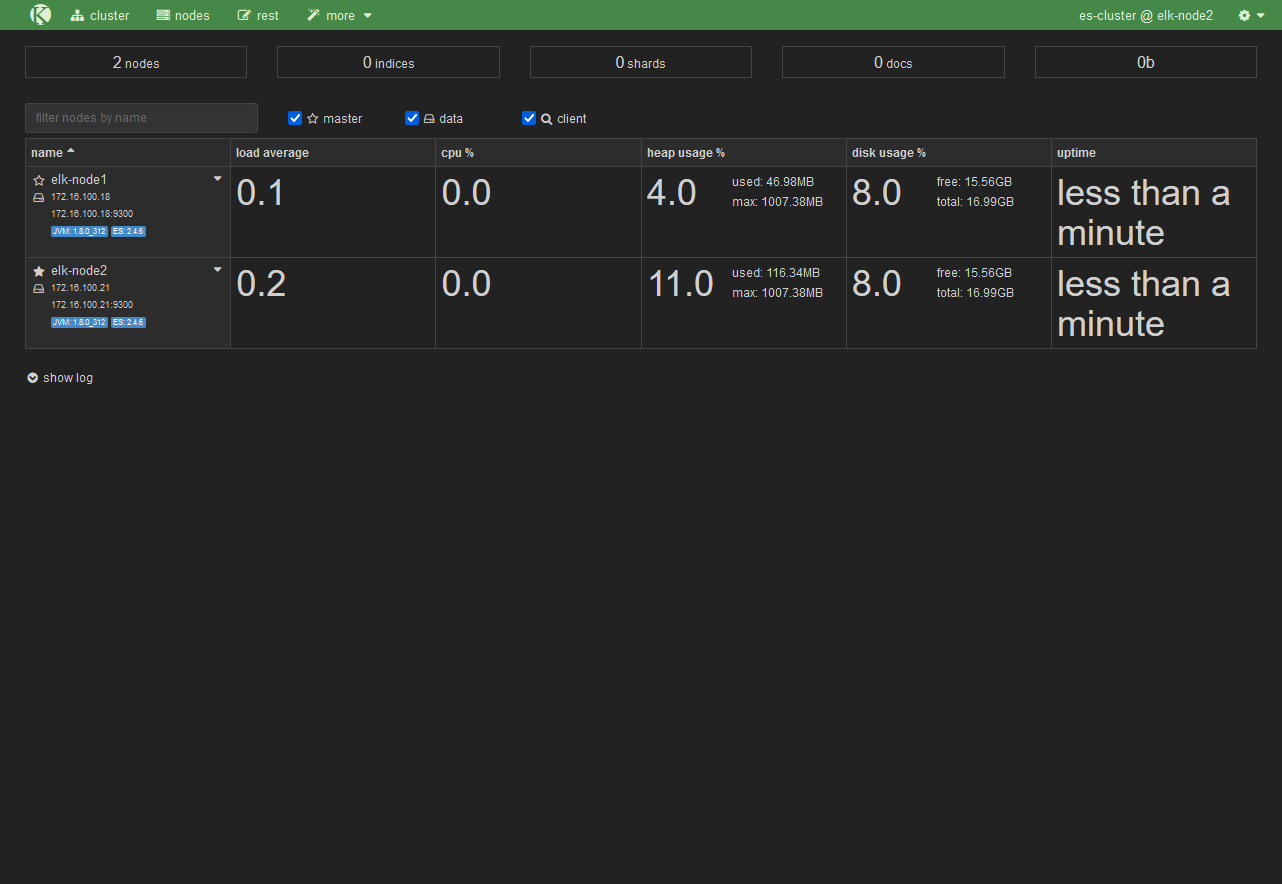 cluster nodes rest more es-cluster @ elk-node2
2 nodes 0 indices 0 shards 0 docs 0b
filter nodes by name master data client
name load average cpu % heap usage % disk usage % uptime
elk-node1
172.16.100.18
172.16.100.18:9300
JVM: 1.8.0_312 ES: 2.4.6
0.1
0.0
4.0
used: 46.98MB
max: 1007.38MB
8.0
free: 15.56GB
total: 16.99GB
less than a
minute
elk-node2
172.16.100.21
172.16.100.21:9300
JVM: 1.8.0_312 ES: 2.4.6
0.2
0.0
11.0
used: 116.34MB
max: 1007.38MB
8.0
free: 15.56GB
total: 16.99GB
less than a
minute
show log